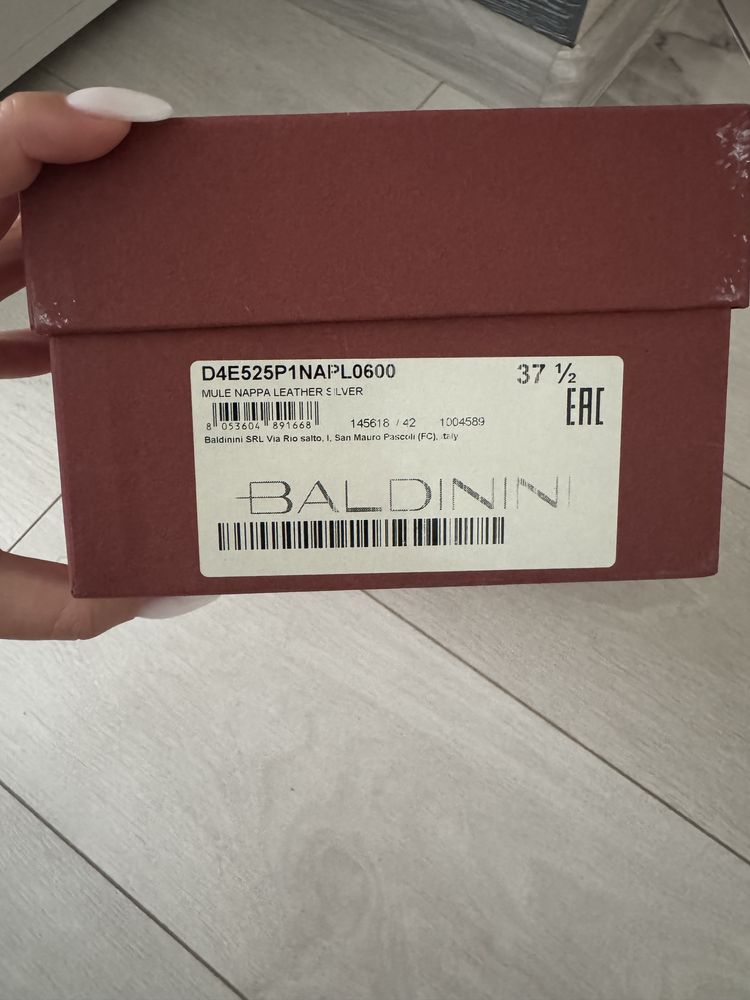 D4E525P1NAPL0600
37 ½
MULE NAPPA LEATHER SILVER
EAC
8 053604 891668
145618 / 42 1004589
Baldinini SRL Via Rio salto, I, San Mauro Pascoli (FC), Italy
BALDININI